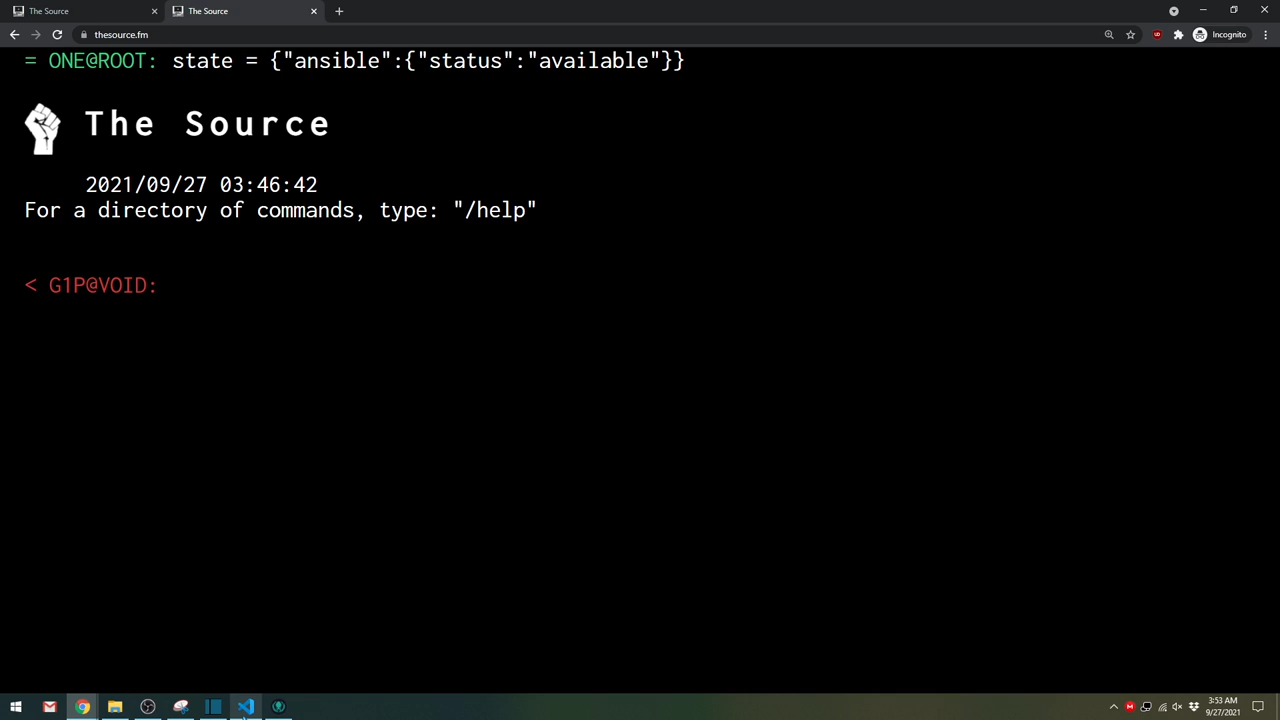 The Source
The Source
thesource.fm
Incognito
= ONE@ROOT: state = {"ansible":{"status":"available"}}
The Source
2021/09/27 03:46:42
For a directory of commands, type: "/help"
< G1P@VOID:
3:53 AM
9/27/2021